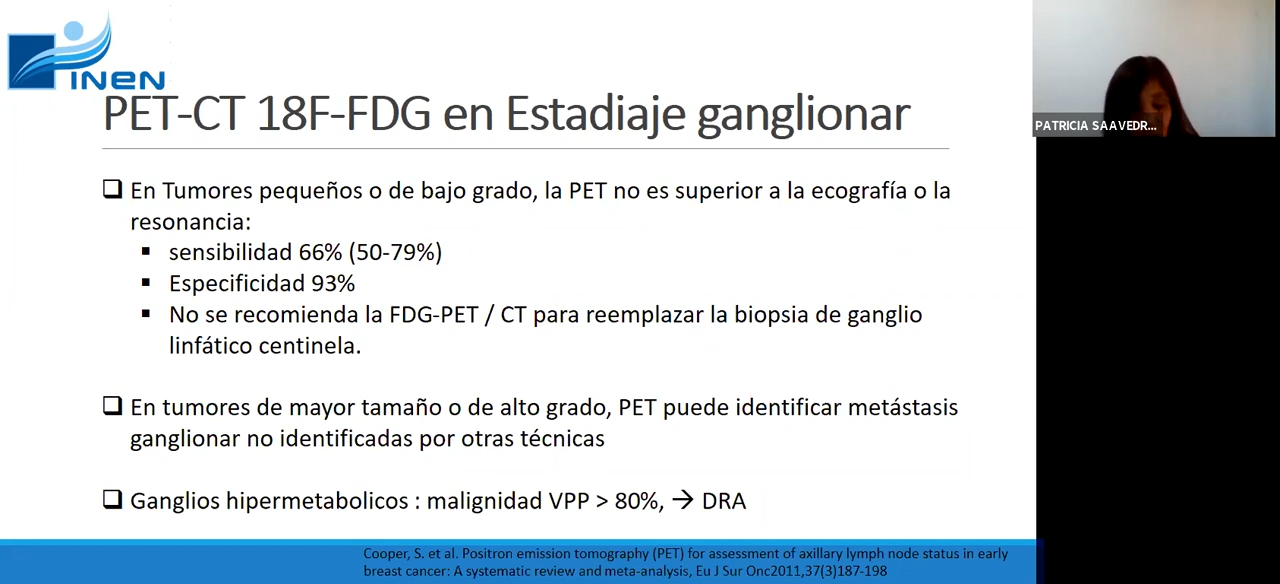 INEN
PET-CT 18F-FDG en Estadiaje ganglionar
PATRICIA SAAVEDR...
En Tumores pequeños o de bajo grado, la PET no es superior a la ecografía o la
resonancia:
sensibilidad 66% (50-79%)
Especificidad 93%
No se recomienda la FDG-PET / CT para reemplazar la biopsia de ganglio
linfático centinela.
En tumores de mayor tamaño o de alto grado, PET puede identificar metástasis
ganglionar no identificadas por otras técnicas
Ganglios hipermetabolicos : malignidad VPP > 80%, → DRA
Cooper, S. et al. Positron emission tomography (PET) for assessment of axillary lymph node status in early
breast cancer: A systematic review and meta-analysis, Eu J Sur Onc2011,37(3)187-198